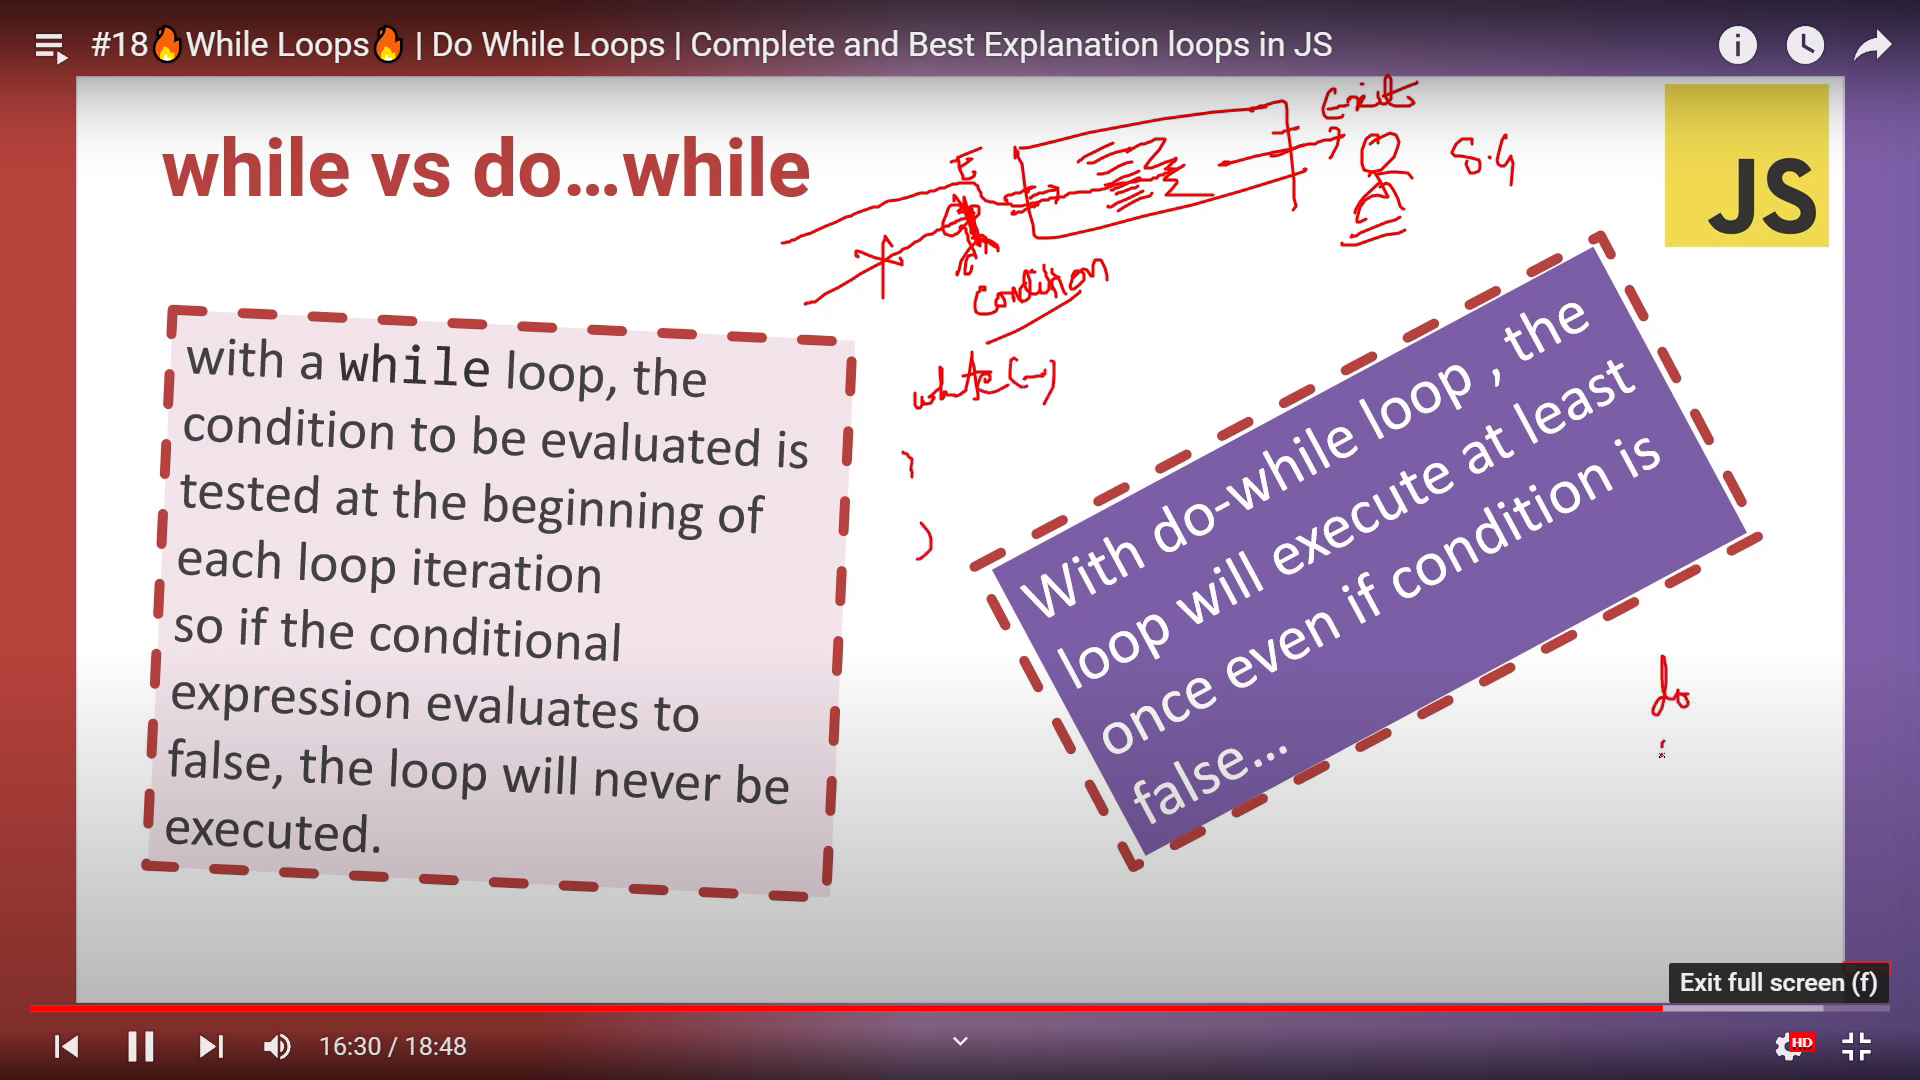 #18🔥While Loops🔥 | Do While Loops | Complete and Best Explanation loops in JS
while vs do...while
E
Exit
S.G
JS
Condition
while(–)
with a while loop, the
condition to be evaluated is
tested at the beginning of
each loop iteration
so if the conditional
expression evaluates to
false, the loop will never be
executed.
With do-while loop , the
loop will execute at least
once even if condition is
false...
do
Exit full screen (f)
16:30 / 18:48
HD